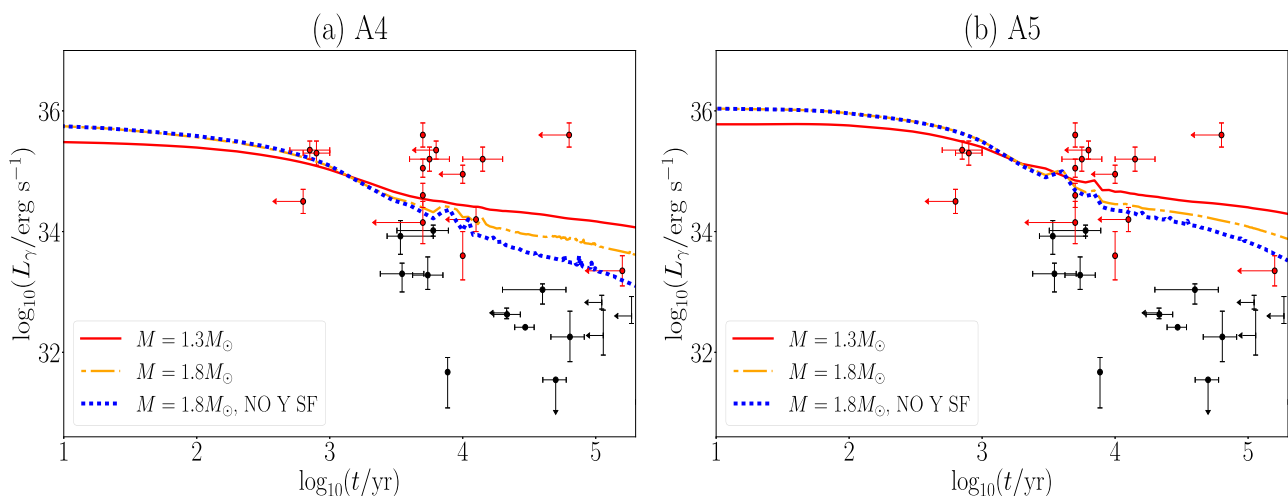 (a) A4
log₁₀(L_γ/erg s⁻¹)
36
34
32
M = 1.3M⊙
M = 1.8M⊙
M = 1.8M⊙, NO Y SF
1 2 3 4 5
log₁₀(t/yr)
(b) A5
log₁₀(L_γ/erg s⁻¹)
36
34
32
M = 1.3M⊙
M = 1.8M⊙
M = 1.8M⊙, NO Y SF
1 2 3 4 5
log₁₀(t/yr)